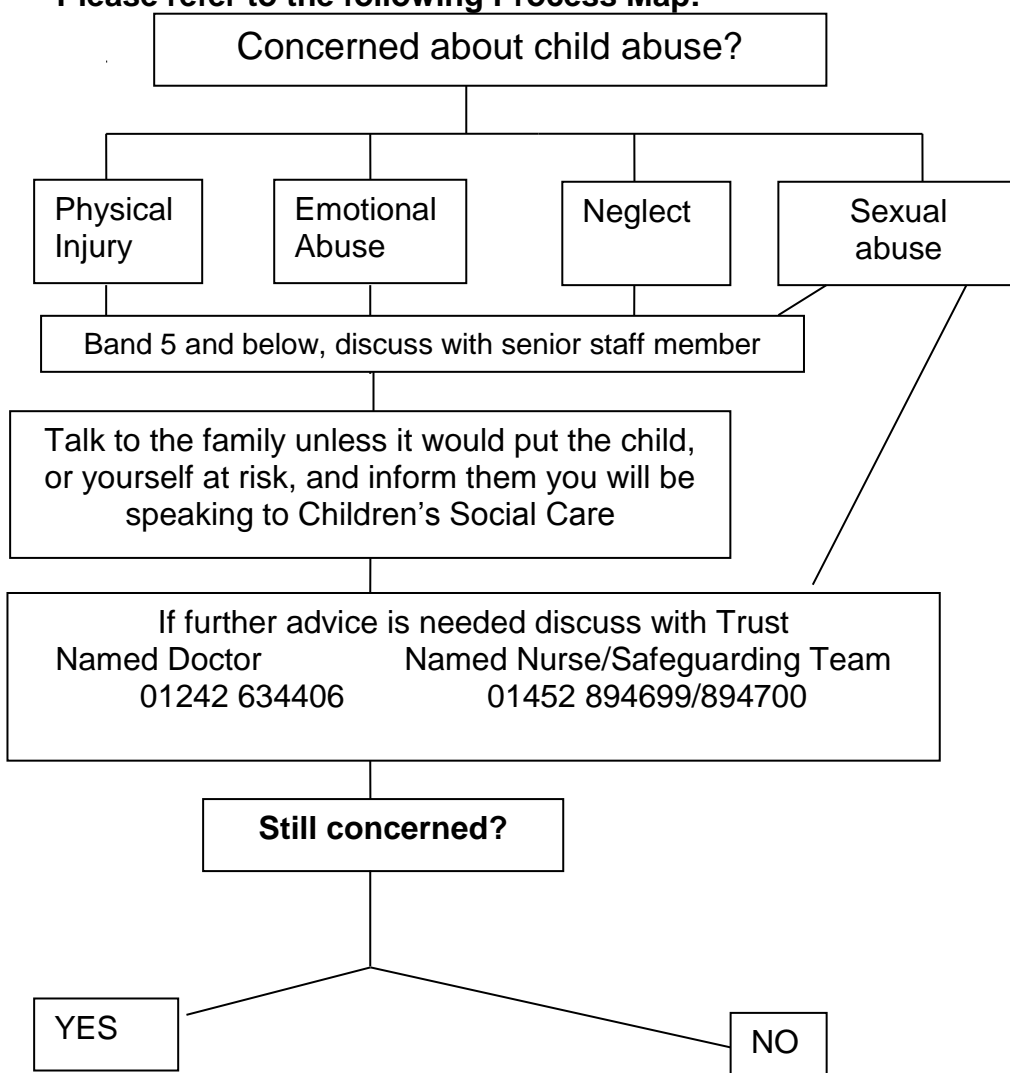 Please refer to the following Process Map:
Concerned about child abuse?
Physical
Injury
Emotional
Abuse
Neglect
Sexual
abuse
Band 5 and below, discuss with senior staff member
Talk to the family unless it would put the child,
or yourself at risk, and inform them you will be
speaking to Children’s Social Care
If further advice is needed discuss with Trust
Named Doctor Named Nurse/Safeguarding Team
01242 634406 01452 894699/894700
Still concerned?
YES
NO